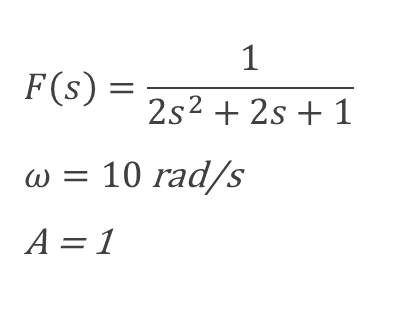 F(s) = 1 / (2s² + 2s + 1)
ω = 10 rad/s
A = 1